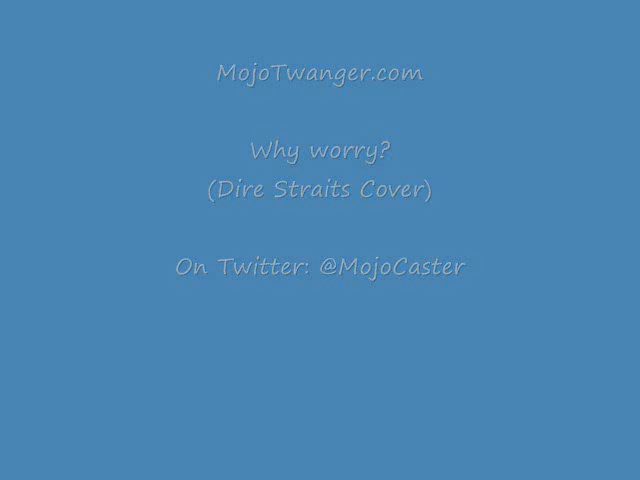 MojoTwanger.com
Why worry?
(Dire Straits Cover)
On Twitter: @MojoCaster